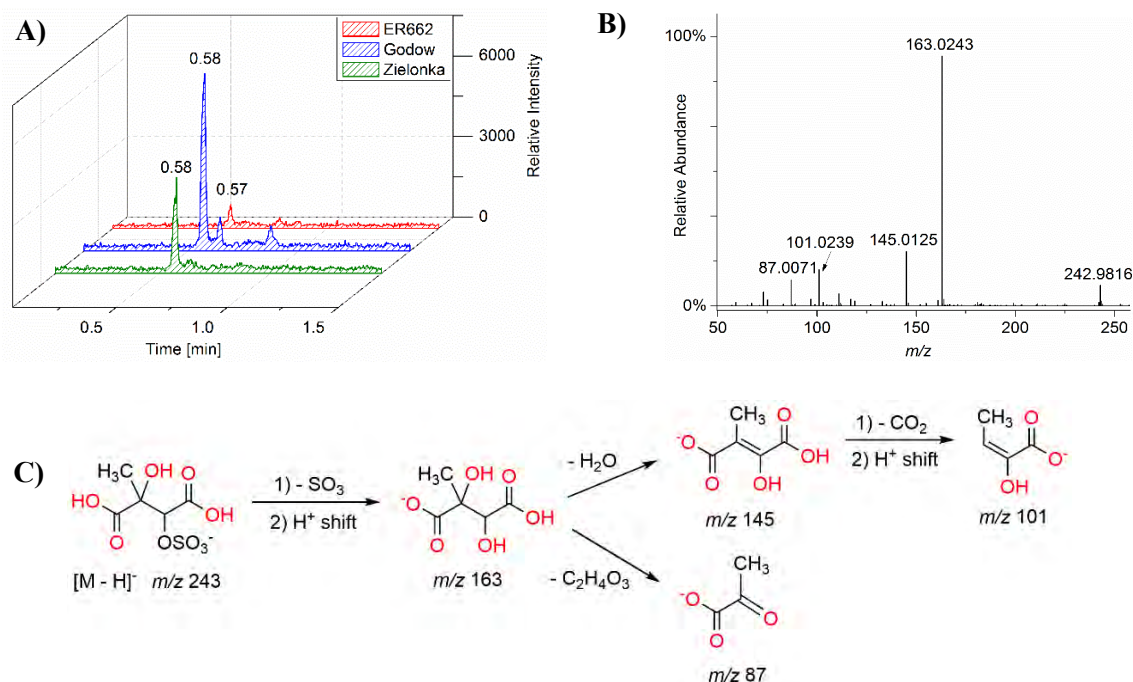 A)
ER662
Godow
Zielonka
0.58
0.58
0.57
6000
3000
0
Relative Intensity
0.5
1.0
1.5
Time [min]
B)
100%
0%
Relative Abundance
163.0243
145.0125
101.0239
87.0071
242.9816
50
100
150
200
250
m/z
C)
H₃C OH O
HO OH
O OSO₃⁻
[M - H]⁻ m/z 243
1) - SO₃
2) H⁺ shift
H₃C OH O
⁻O OH
O OH
m/z 163
- H₂O
- C₂H₄O₃
CH₃ O
⁻O OH
O OH
m/z 145
1) - CO₂
2) H⁺ shift
CH₃ O
O⁻
OH
m/z 101
CH₃
⁻O
O O
m/z 87